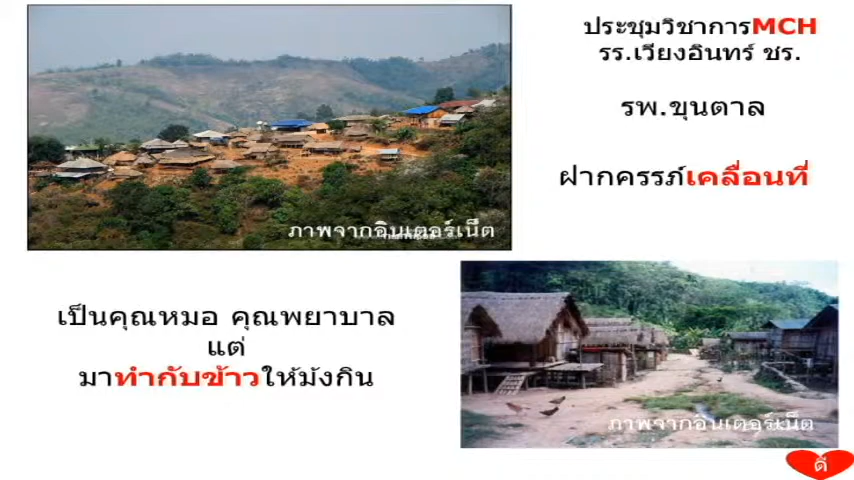 ประชุมวิชาการMCH
รร.เวียงอินทร์ ชร.
รพ.ขุนตาล
ฝากครรภ์เคลื่อนที่
ภาพจากอินเตอร์เน็ต
เป็นคุณหมอ คุณพยาบาล
แต่
มาทำกับข้าวให้ม้งกิน
ภาพจากอินเตอร์เน็ต
ดี